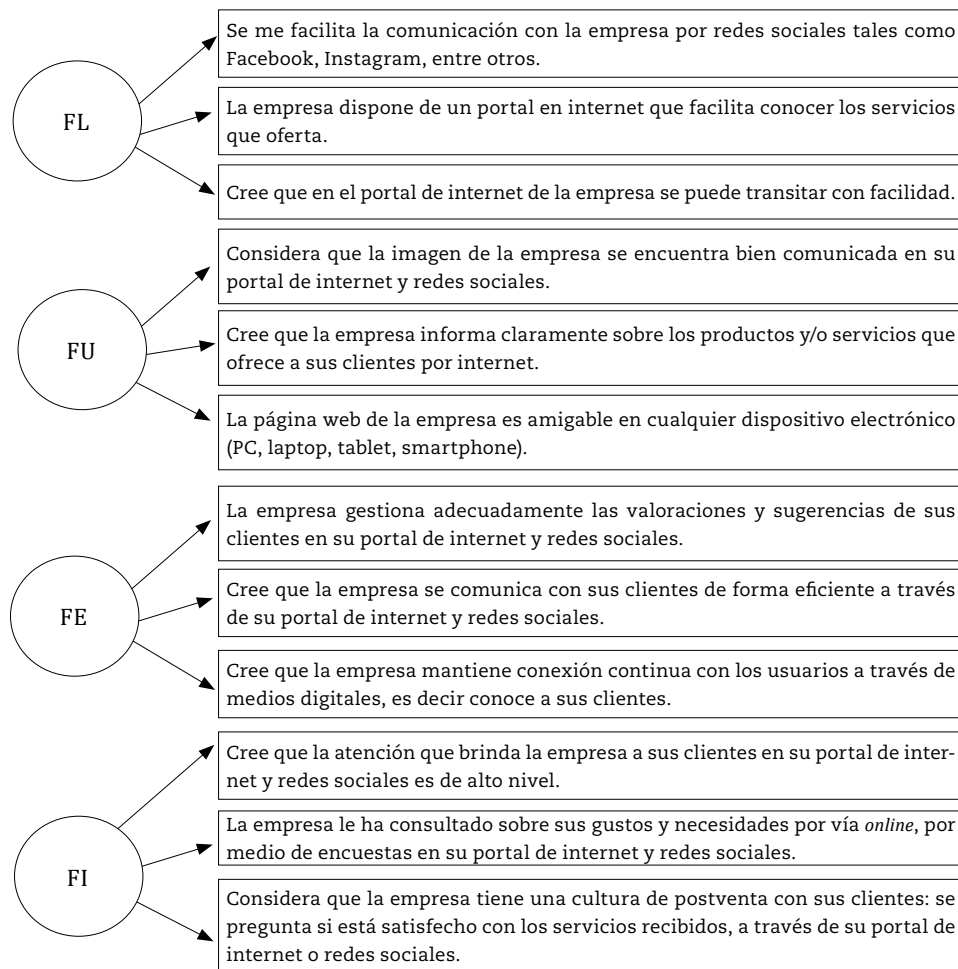 FL
Se me facilita la comunicación con la empresa por redes sociales tales como
Facebook, Instagram, entre otros.
La empresa dispone de un portal en internet que facilita conocer los servicios
que oferta.
Cree que en el portal de internet de la empresa se puede transitar con facilidad.
FU
Considera que la imagen de la empresa se encuentra bien comunicada en su
portal de internet y redes sociales.
Cree que la empresa informa claramente sobre los productos y/o servicios que
ofrece a sus clientes por internet.
La página web de la empresa es amigable en cualquier dispositivo electrónico
(PC, laptop, tablet, smartphone).
FE
La empresa gestiona adecuadamente las valoraciones y sugerencias de sus
clientes en su portal de internet y redes sociales.
Cree que la empresa se comunica con sus clientes de forma eficiente a través
de su portal de internet y redes sociales.
Cree que la empresa mantiene conexión continua con los usuarios a través de
medios digitales, es decir conoce a sus clientes.
FI
Cree que la atención que brinda la empresa a sus clientes en su portal de inter-
net y redes sociales es de alto nivel.
La empresa le ha consultado sobre sus gustos y necesidades por vía online, por
medio de encuestas en su portal de internet y redes sociales.
Considera que la empresa tiene una cultura de postventa con sus clientes: se
pregunta si está satisfecho con los servicios recibidos, a través de su portal de
internet o redes sociales.